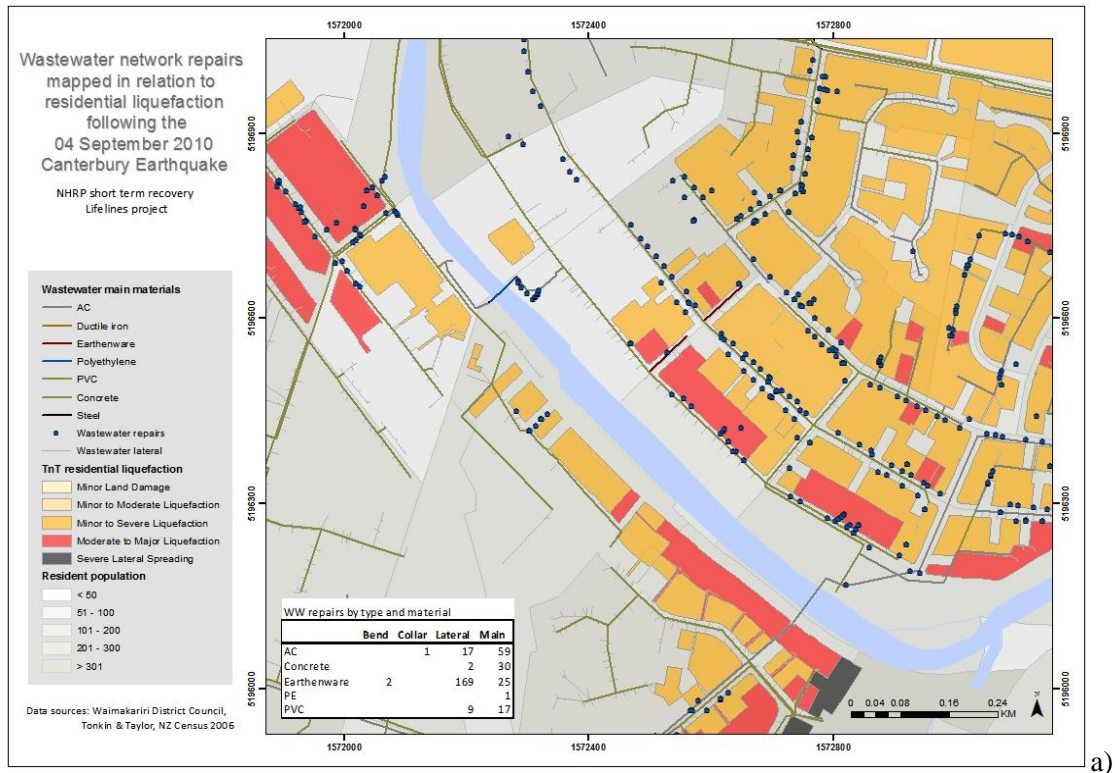 1572000 1572400 1572800
Wastewater network repairs
mapped in relation to
residential liquefaction
following the
04 September 2010
Canterbury Earthquake
NHRP short term recovery
Lifelines project
5196900 5196900
5196600 5196600
5196300 5196300
5196000 5196000
Wastewater main materials
AC
Ductile iron
Earthenware
Polyethylene
PVC
Concrete
Steel
Wastewater repairs
Wastewater lateral
TnT residential liquefaction
Minor Land Damage
Minor to Moderate Liquefaction
Minor to Severe Liquefaction
Moderate to Major Liquefaction
Severe Lateral Spreading
Resident population
< 50
51 - 100
101 - 200
201 - 300
> 301
Data sources: Waimakariri District Council,
Tonkin & Taylor, NZ Census 2006
WW repairs by type and material
Bend Collar Lateral Main
AC 1 17 59
Concrete 2 30
Earthenware 2 169 25
PE 1
PVC 9 17
0 0.04 0.08 0.16 0.24
KM
1572000 1572400 1572800
a)